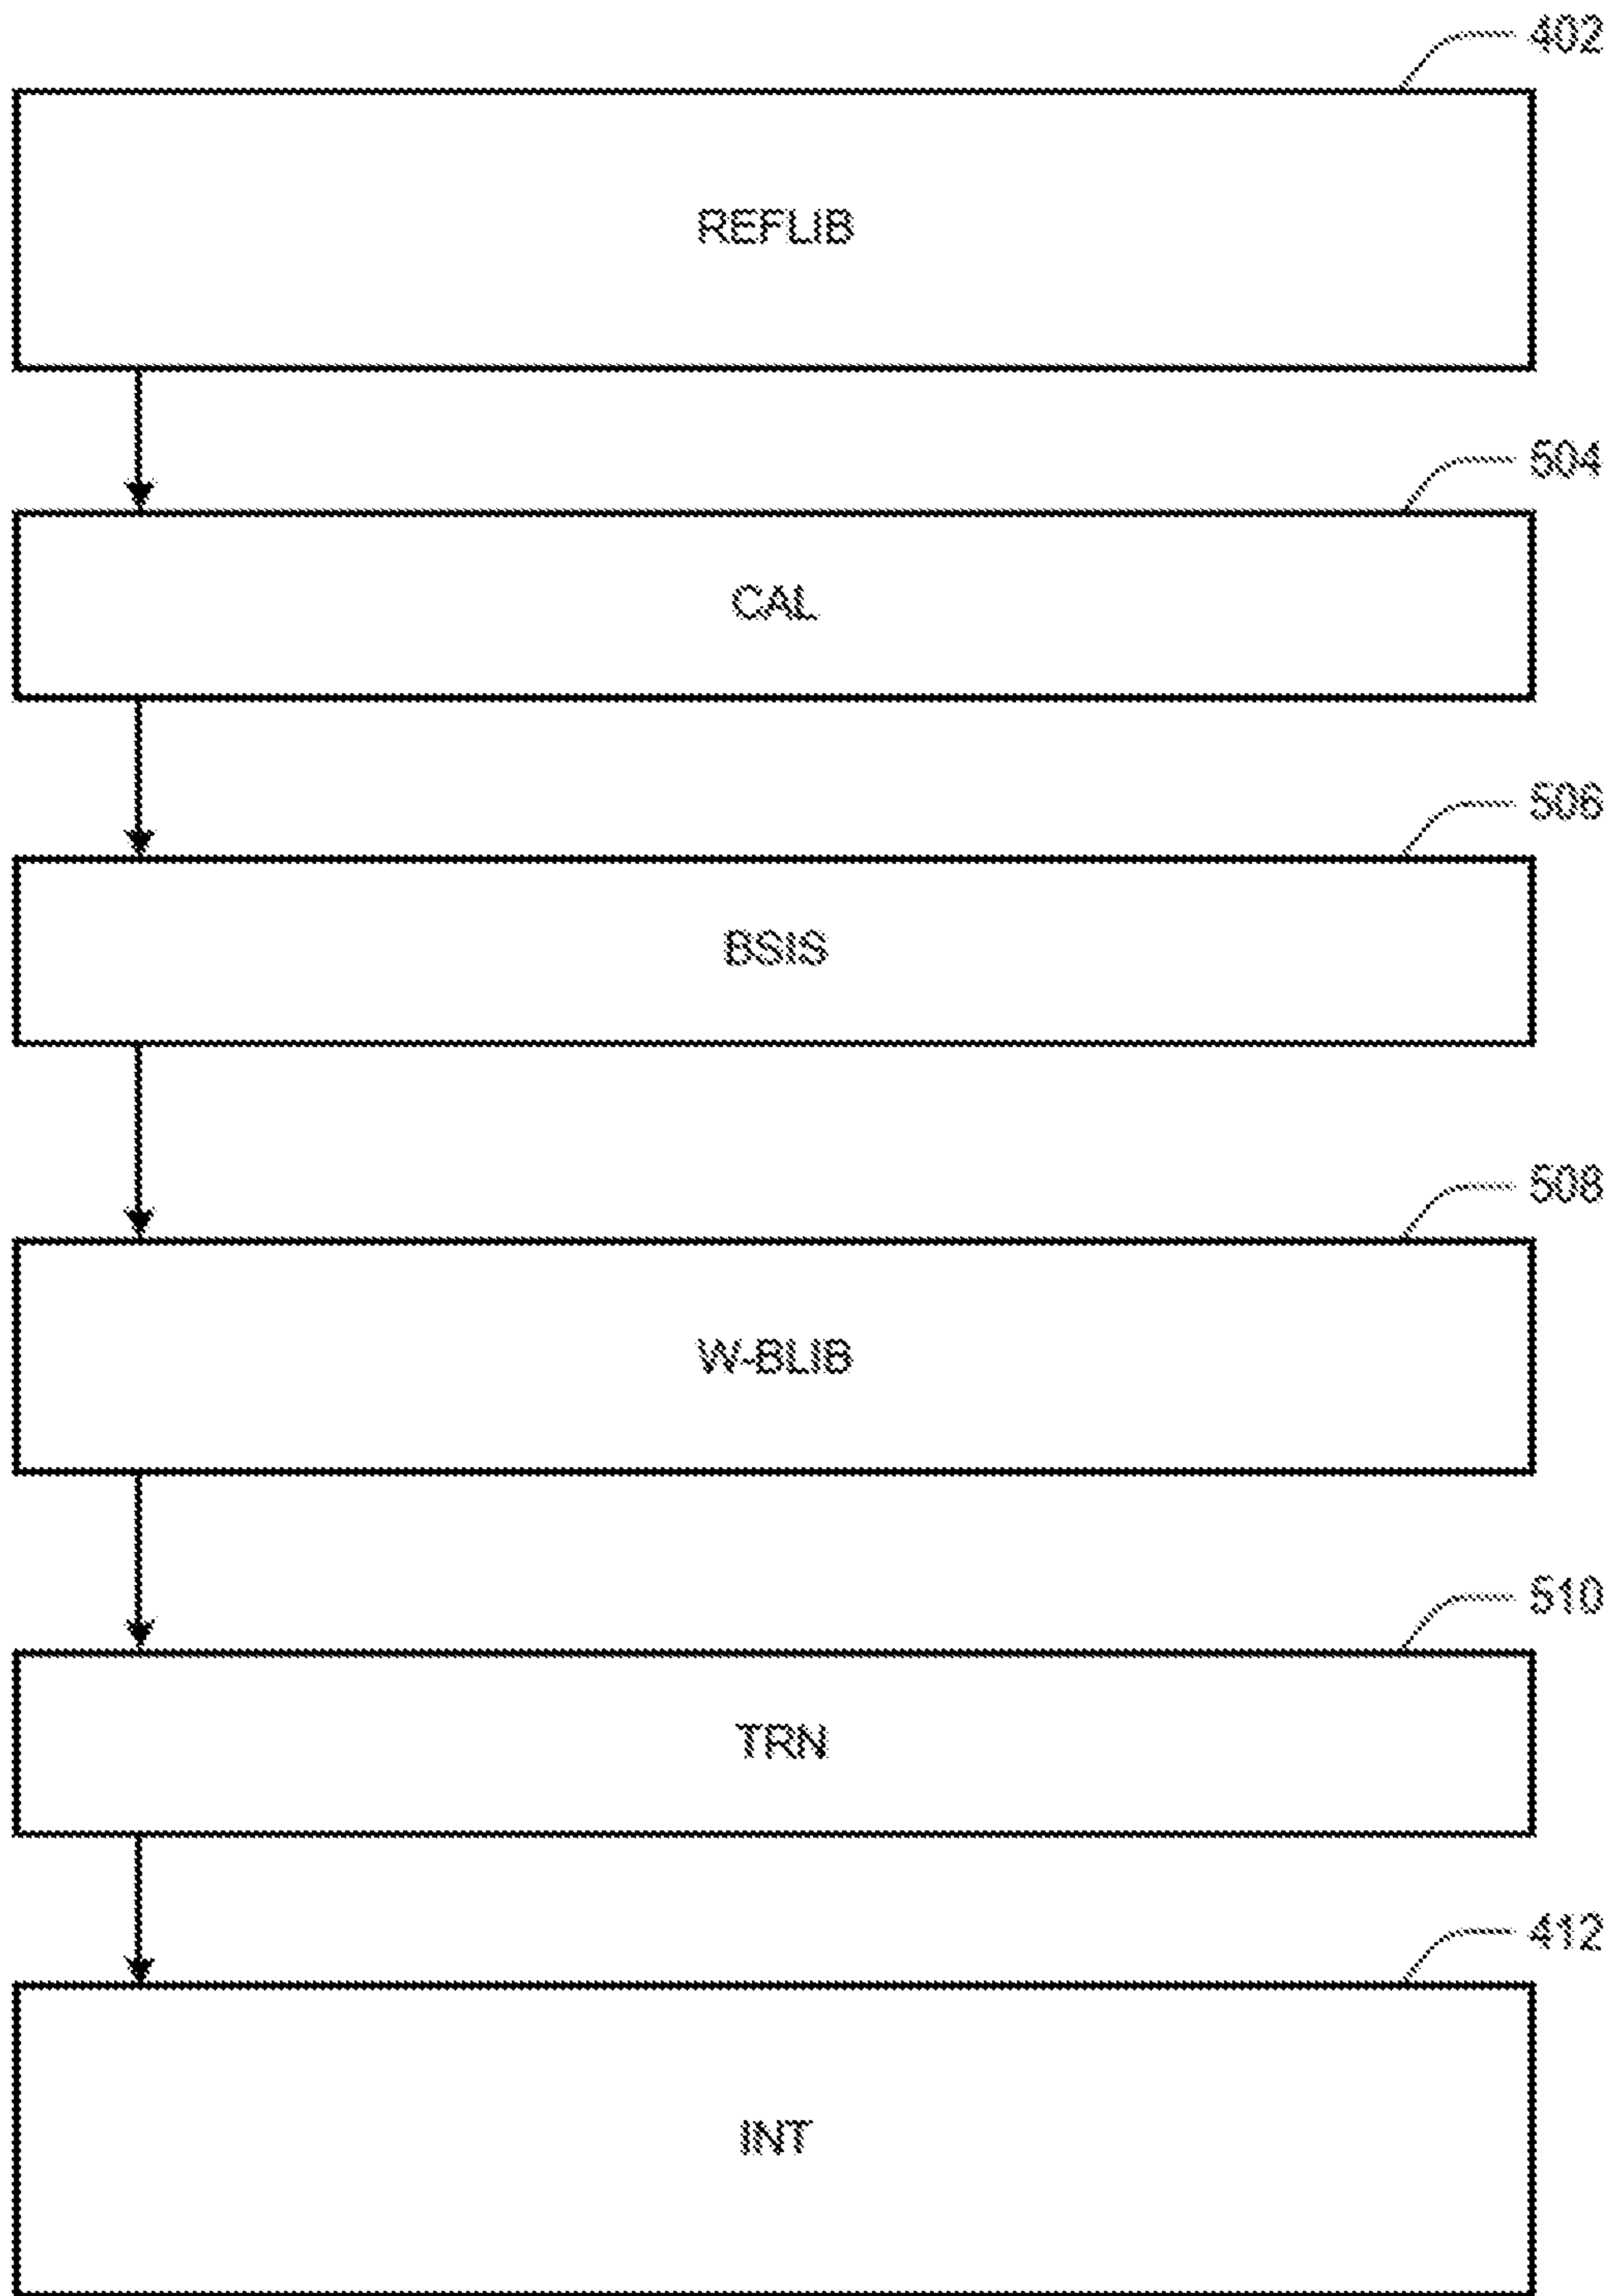 402
REFLIB
504
CAL
506
BSIS
508
W-BLIB
510
TRN
412
INT